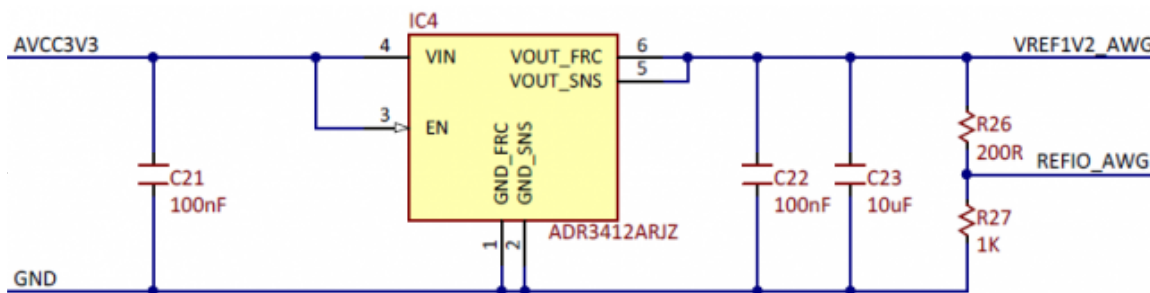 IC4
AVCC3V3
4
VIN
VOUT_FRC
6
VREF1V2_AWG
VOUT_SNS
5
3
EN
GND_FRC
GND_SNS
R26
200R
REFIO_AWG
C21
100nF
C22
100nF
C23
10uF
R27
1K
1
2
ADR3412ARJZ
GND